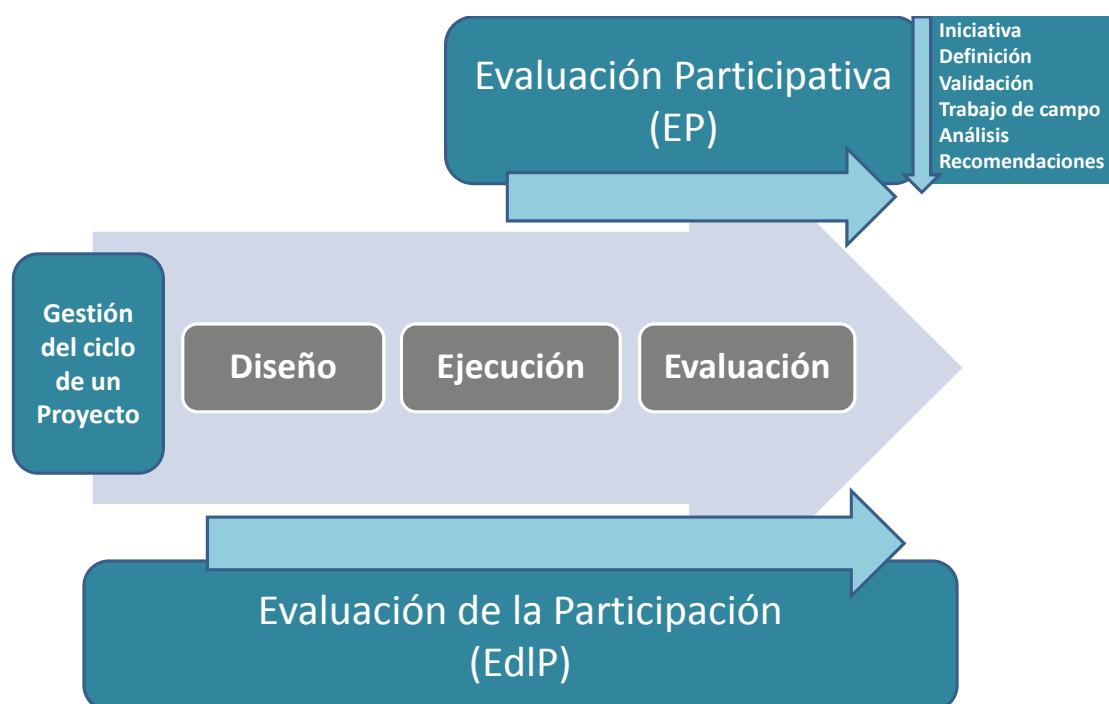 Evaluación Participativa
(EP)
Iniciativa
Definición
Validación
Trabajo de campo
Análisis
Recomendaciones
Gestión
del ciclo
de un
Proyecto
Diseño
Ejecución
Evaluación
Evaluación de la Participación
(EdlP)